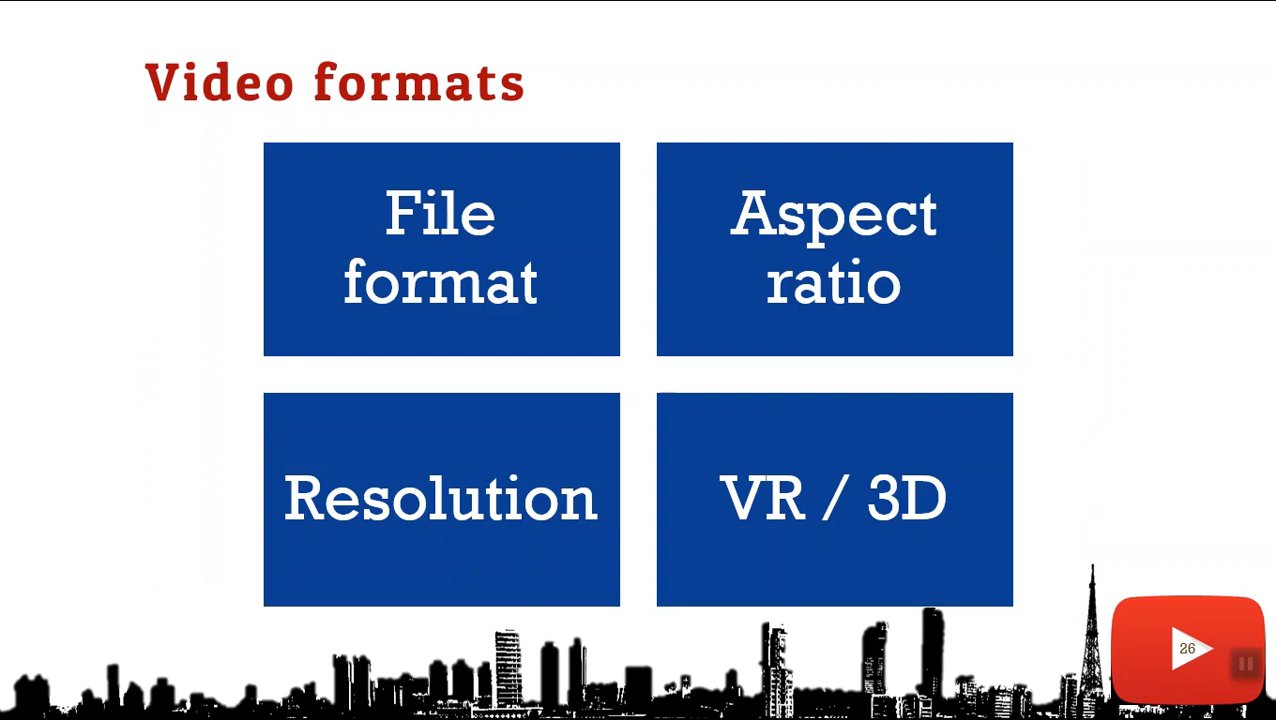 Video formats
File
format
Aspect
ratio
Resolution
VR / 3D
26